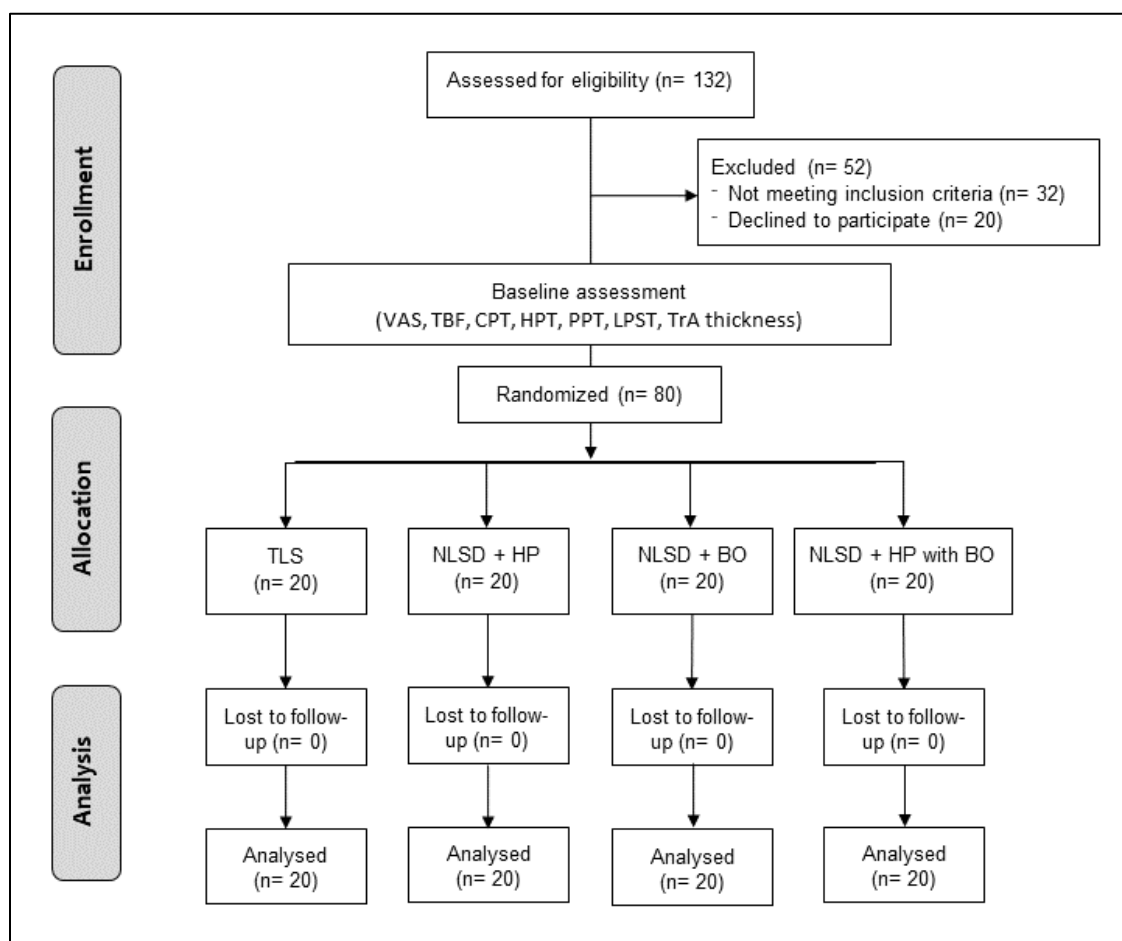 Enrollment
Assessed for eligibility (n= 132)
Excluded (n= 52)
- Not meeting inclusion criteria (n= 32)
- Declined to participate (n= 20)
Baseline assessment
(VAS, TBF, CPT, HPT, PPT, LPST, TrA thickness)
Randomized (n= 80)
Allocation
TLS
(n= 20)
NLSD + HP
(n= 20)
NLSD + BO
(n= 20)
NLSD + HP with BO
(n= 20)
Analysis
Lost to follow-
up (n= 0)
Lost to follow-
up (n= 0)
Lost to follow-
up (n= 0)
Lost to follow-
up (n= 0)
Analysed
(n= 20)
Analysed
(n= 20)
Analysed
(n= 20)
Analysed
(n= 20)